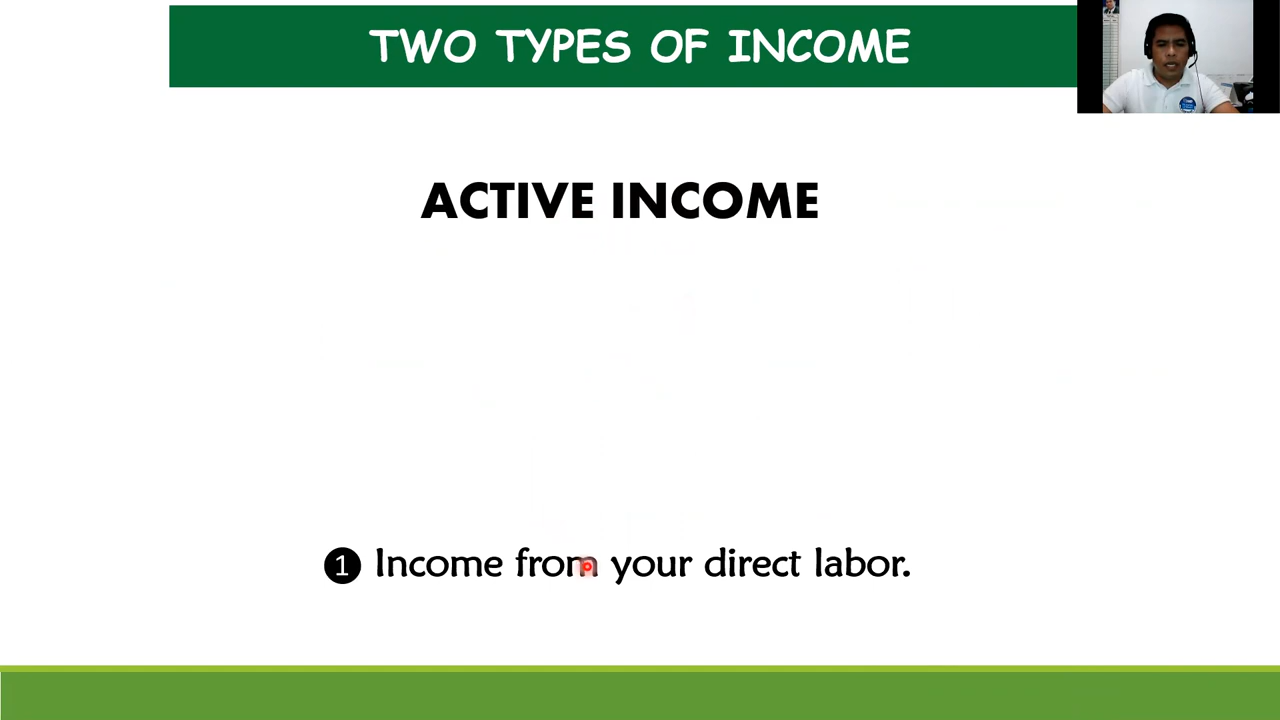 TWO TYPES OF INCOME
ACTIVE INCOME
❶ Income from your direct labor.